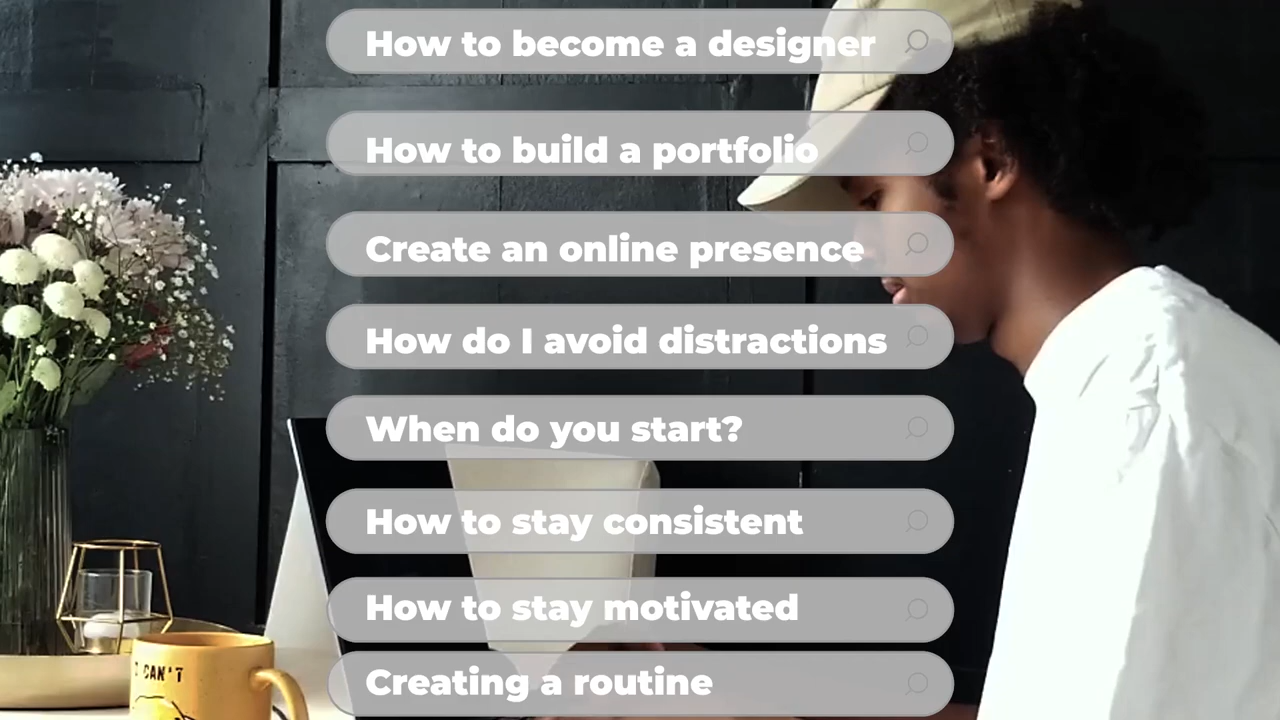 How to become a designer
How to build a portfolio
Create an online presence
How do I avoid distractions
When do you start?
How to stay consistent
How to stay motivated
Creating a routine
I CAN'T